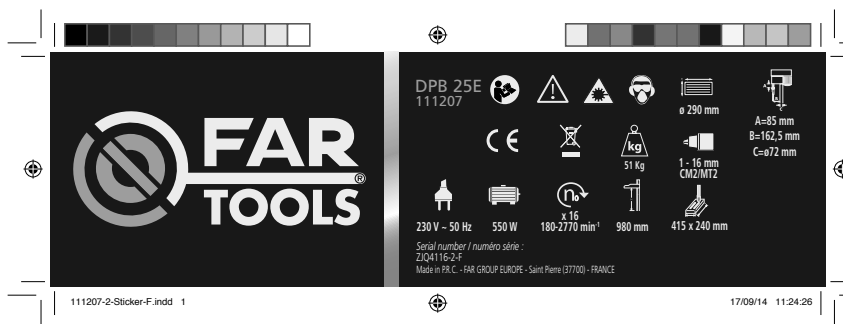 FAR
®
TOOLS
DPB 25E
111207
ø 290 mm
A=85 mm
B=162,5 mm
C=ø72 mm
CE
kg
51 Kg
1 - 16 mm
CM2/MT2
230 V ~ 50 Hz
550 W
n₀
x 16
180-2770 min⁻¹
980 mm
415 x 240 mm
Serial number / numéro série :
ZJQ4116-2-F
Made in P.R.C. - FAR GROUP EUROPE - Saint Pierre (37700) - FRANCE
111207-2-Sticker-F.indd 1
17/09/14 11:24:26